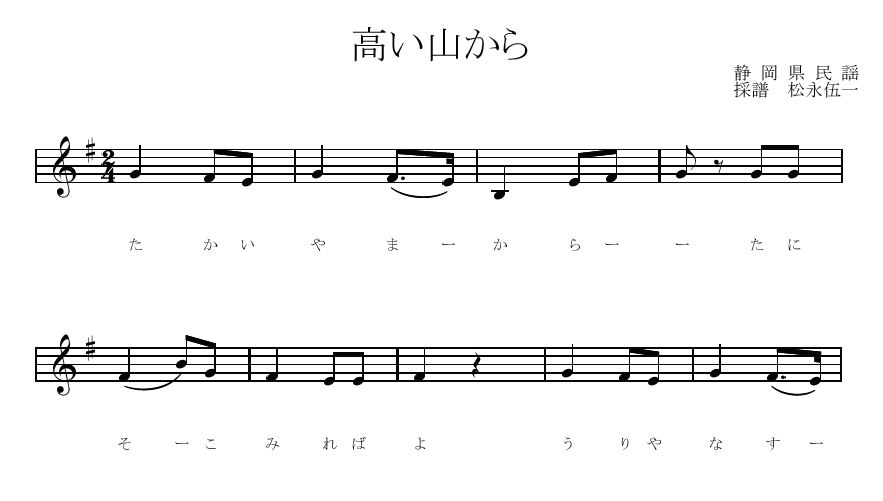 高い山から
静岡県民謡
採譜　松永伍一
2
4
た か い や ま ー か ら ー ー た に
そ ー こ み れ ば よ う り や な す ー